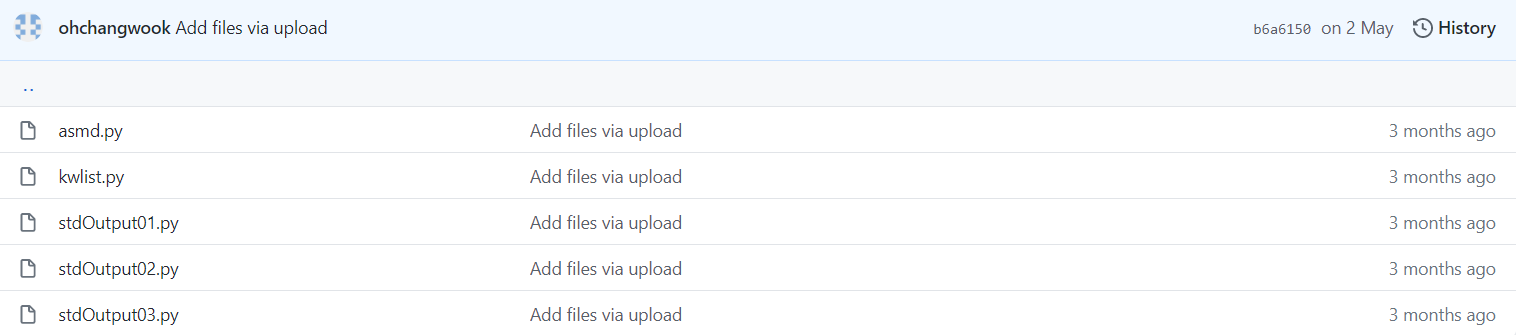 ohchangwook Add files via upload b6a6150 on 2 May History
..
asmd.py Add files via upload 3 months ago
kwlist.py Add files via upload 3 months ago
stdOutput01.py Add files via upload 3 months ago
stdOutput02.py Add files via upload 3 months ago
stdOutput03.py Add files via upload 3 months ago